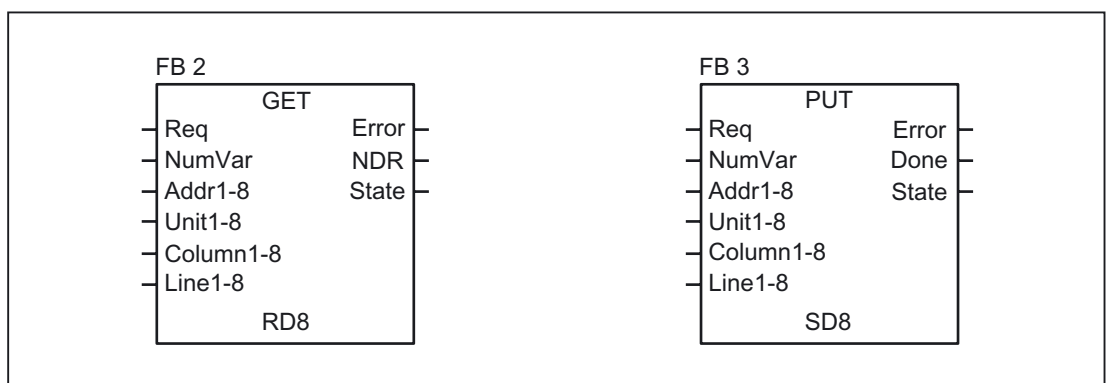 FB 2
GET
Req Error
NumVar NDR
Addr1-8 State
Unit1-8
Column1-8
Line1-8
RD8
FB 3
PUT
Req Error
NumVar Done
Addr1-8 State
Unit1-8
Column1-8
Line1-8
SD8